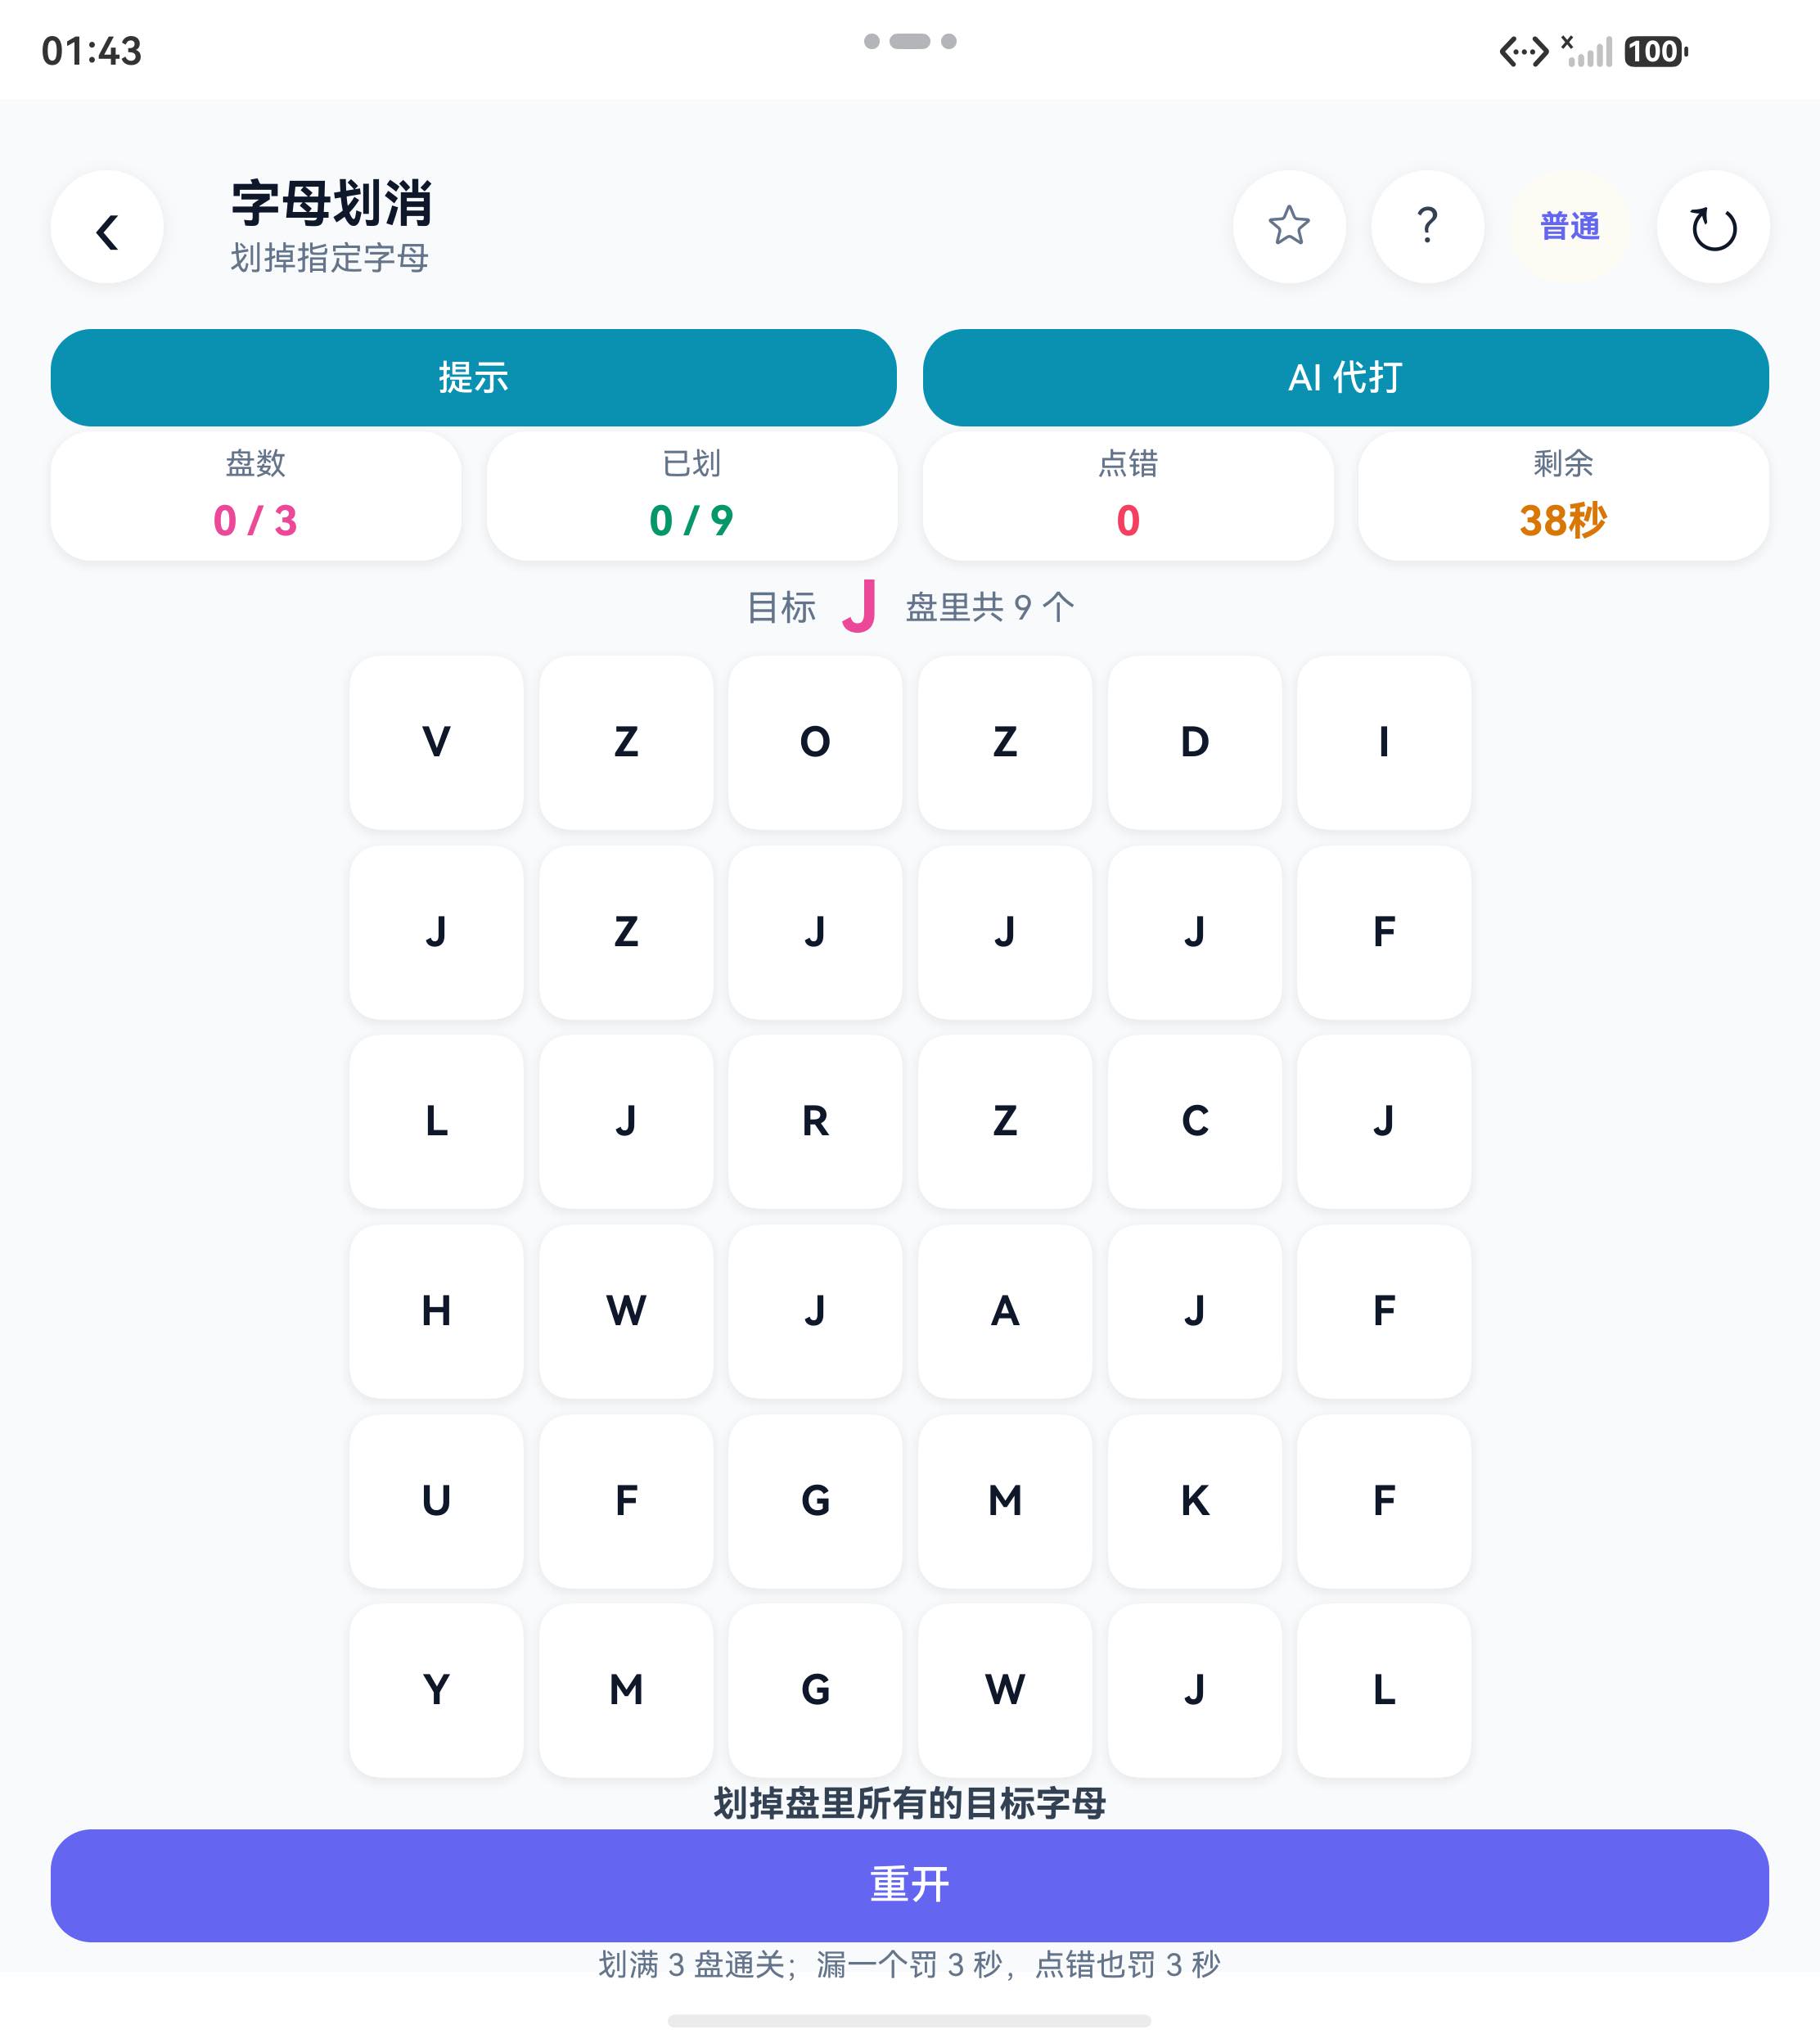 01:43
100
字母划消
划掉指定字母
?
普通
提示
AI 代打
盘数
已划
点错
剩余
0 / 3
0 / 9
0
38秒
目标 J 盘里共 9 个
V Z O Z D I
J Z J J J F
L J R Z C J
H W J A J F
U F G M K F
Y M G W J L
划掉盘里所有的目标字母
重开
划满 3 盘通关；漏一个罚 3 秒，点错也罚 3 秒